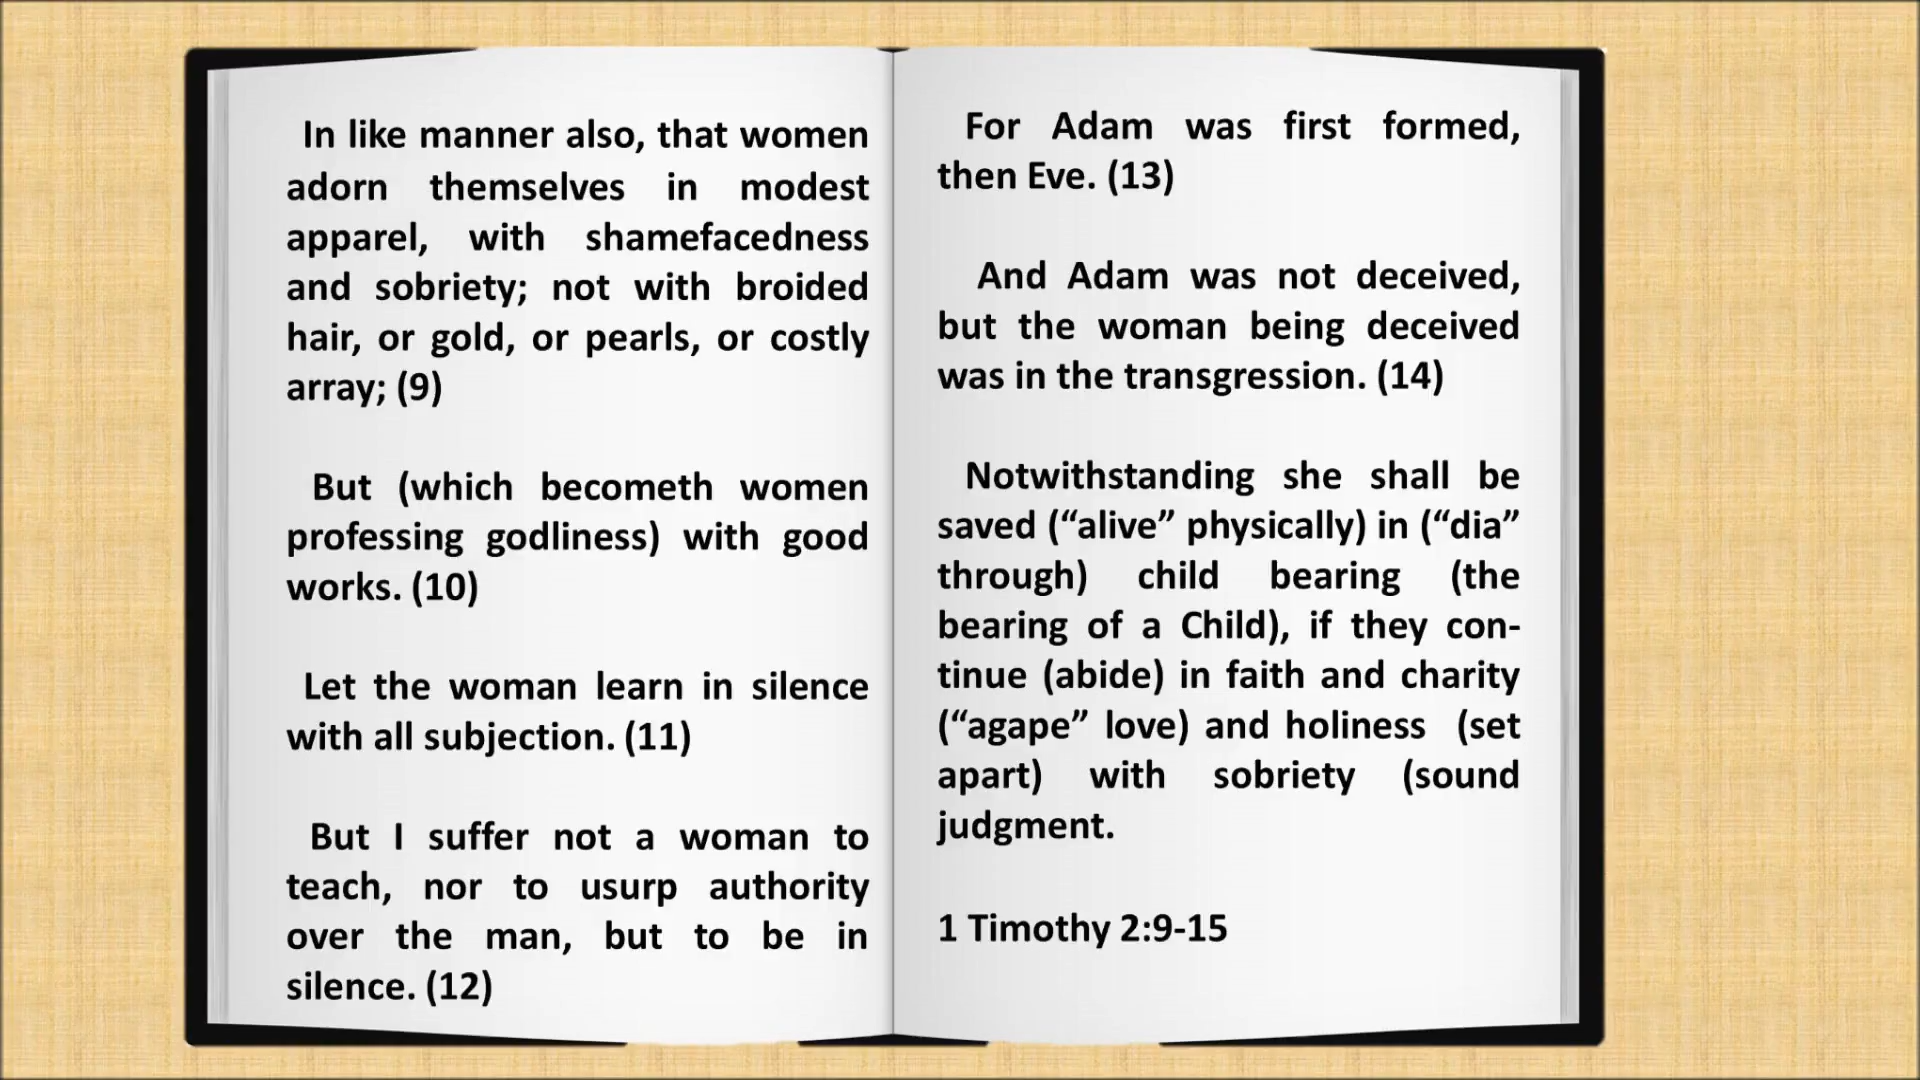 In like manner also, that women
adorn themselves in modest
apparel, with shamefacedness
and sobriety; not with broided
hair, or gold, or pearls, or costly
array; (9)
But (which becometh women
professing godliness) with good
works. (10)
Let the woman learn in silence
with all subjection. (11)
But I suffer not a woman to
teach, nor to usurp authority
over the man, but to be in
silence. (12)
For Adam was first formed,
then Eve. (13)
And Adam was not deceived,
but the woman being deceived
was in the transgression. (14)
Notwithstanding she shall be
saved (“alive” physically) in (“dia”
through) child bearing (the
bearing of a Child), if they con-
tinue (abide) in faith and charity
(“agape” love) and holiness (set
apart) with sobriety (sound
judgment.
1 Timothy 2:9-15